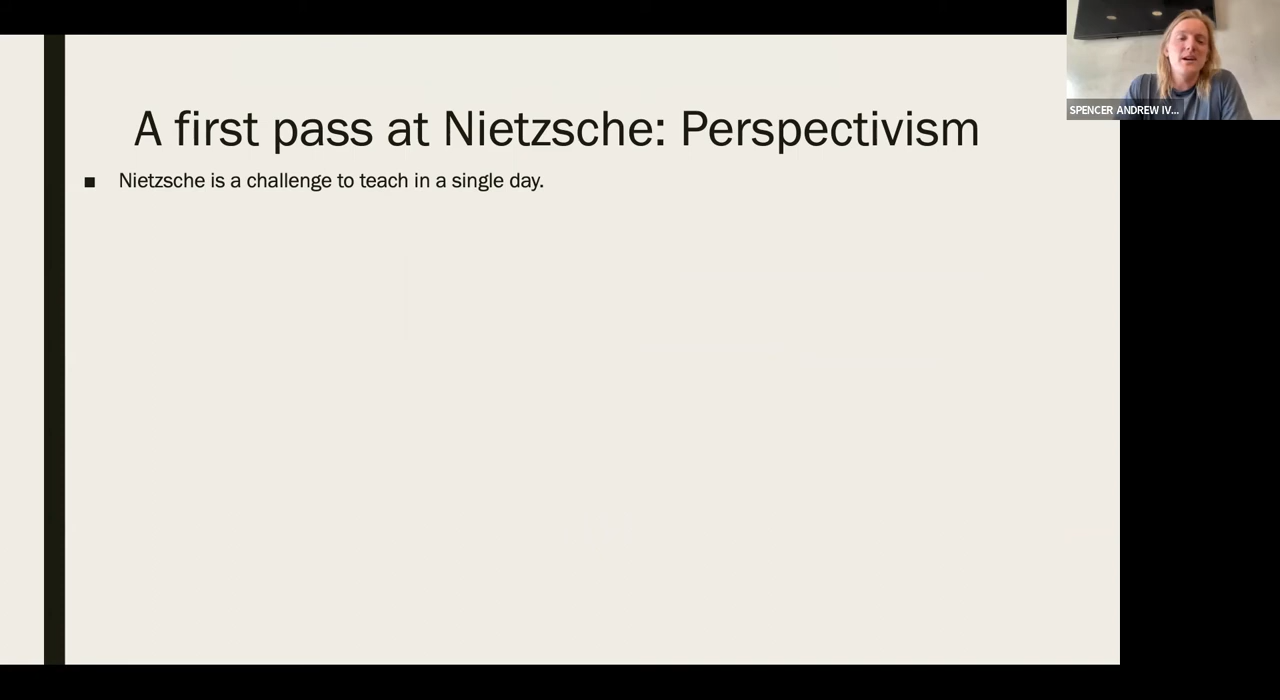 SPENCER ANDREW IV...
A first pass at Nietzsche: Perspectivism
■ Nietzsche is a challenge to teach in a single day.